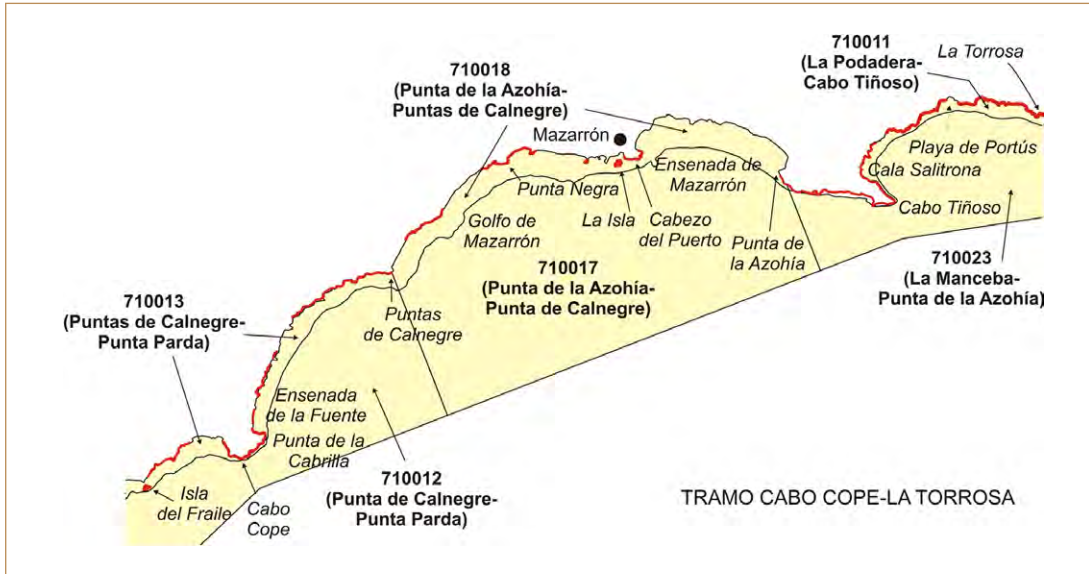 710011
(La Podadera-
Cabo Tiñoso)
La Torrosa
710018
(Punta de la Azohía-
Puntas de Calnegre)
Mazarrón
Playa de Portús
Cala Salitrona
Cabo Tiñoso
Ensenada de
Mazarrón
Punta Negra
La Isla
Cabezo
del Puerto
Punta de
la Azohía
Golfo de
Mazarrón
710023
(La Manceba-
Punta de la Azohía)
710017
(Punta de la Azohía-
Punta de Calnegre)
710013
(Puntas de Calnegre-
Punta Parda)
Puntas
de Calnegre
Ensenada
de la Fuente
Punta de la
Cabrilla
710012
(Punta de Calnegre-
Punta Parda)
Isla
del Fraile
Cabo
Cope
TRAMO CABO COPE-LA TORROSA